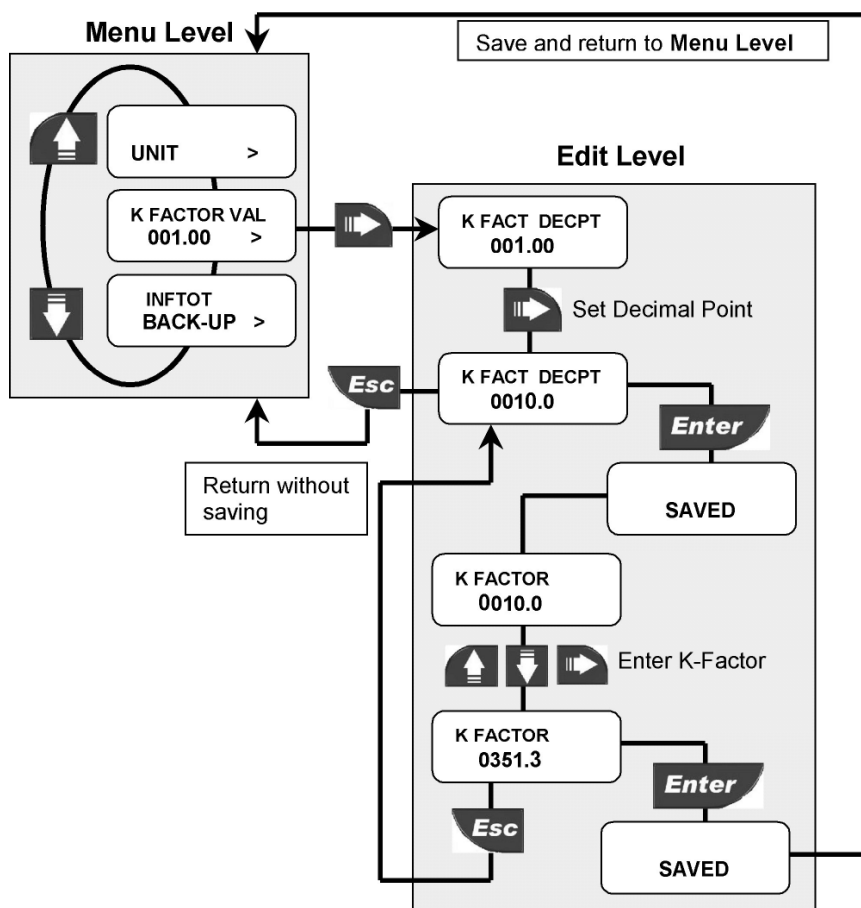 Menu Level
Save and return to Menu Level
UNIT >
K FACTOR VAL
001.00 >
INFTOT
BACK-UP >
Edit Level
K FACT DECPT
001.00
Set Decimal Point
Esc
K FACT DECPT
0010.0
Enter
Return without
saving
SAVED
K FACTOR
0010.0
Enter K-Factor
K FACTOR
0351.3
Enter
Esc
SAVED